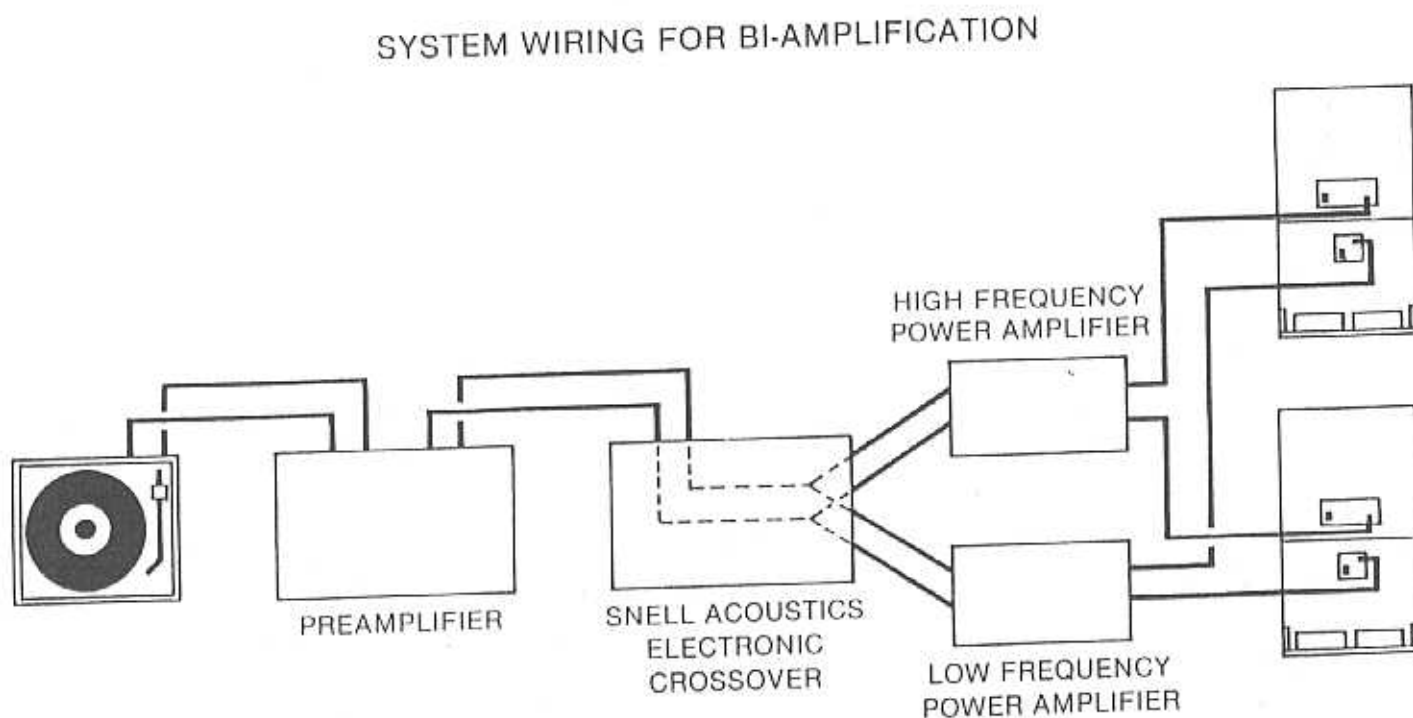 SYSTEM WIRING FOR BI-AMPLIFICATION
HIGH FREQUENCY
POWER AMPLIFIER
PREAMPLIFIER
SNELL ACOUSTICS
ELECTRONIC
CROSSOVER
LOW FREQUENCY
POWER AMPLIFIER